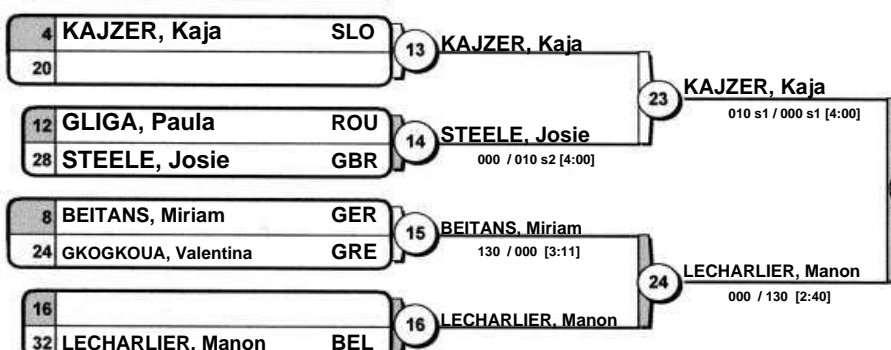 4 KAJZER, Kaja SLO
20
13
KAJZER, Kaja
12 GLIGA, Paula ROU
28 STEELE, Josie GBR
14
STEELE, Josie
000 / 010 s2 [4:00]
23
KAJZER, Kaja
010 s1 / 000 s1 [4:00]
8 BEITANS, Miriam GER
24 GKOGKOUA, Valentina GRE
15
BEITANS, Miriam
130 / 000 [3:11]
16
32 LECHARLIER, Manon BEL
16
LECHARLIER, Manon
24
LECHARLIER, Manon
000 / 130 [2:40]